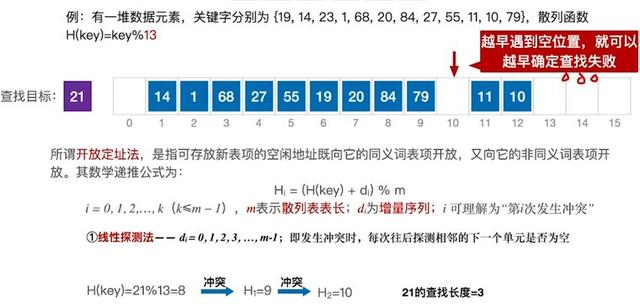 例：有一堆数据元素，关键字分别为 {19, 14, 23, 1, 68, 20, 84, 27, 55, 11, 10, 79}，散列函数
H(key)=key%13
越早遇到空位置，就可以
越早确定查找失败
查找目标： 21 14 1 68 27 55 19 20 84 79 11 10
0 1 2 3 4 5 6 7 8 9 10 11 12 13 14 15
所谓开放定址法，是指可存放新表项的空闲地址既向它的同义词表项开放，又向它的非同义词表项开
放。其数学递推公式为：
Hᵢ = (H(key) + dᵢ) % m
i = 0, 1, 2,…, k（k≤m − 1），m表示散列表表长；dᵢ为增量序列；i 可理解为“第i次发生冲突”
①线性探测法—— dᵢ = 0, 1, 2, 3, …, m-1；即发生冲突时，每次往后探测相邻的下一个单元是否为空
H(key)=21%13=8 冲突 H₁=9 冲突 H₂=10 21的查找长度=3